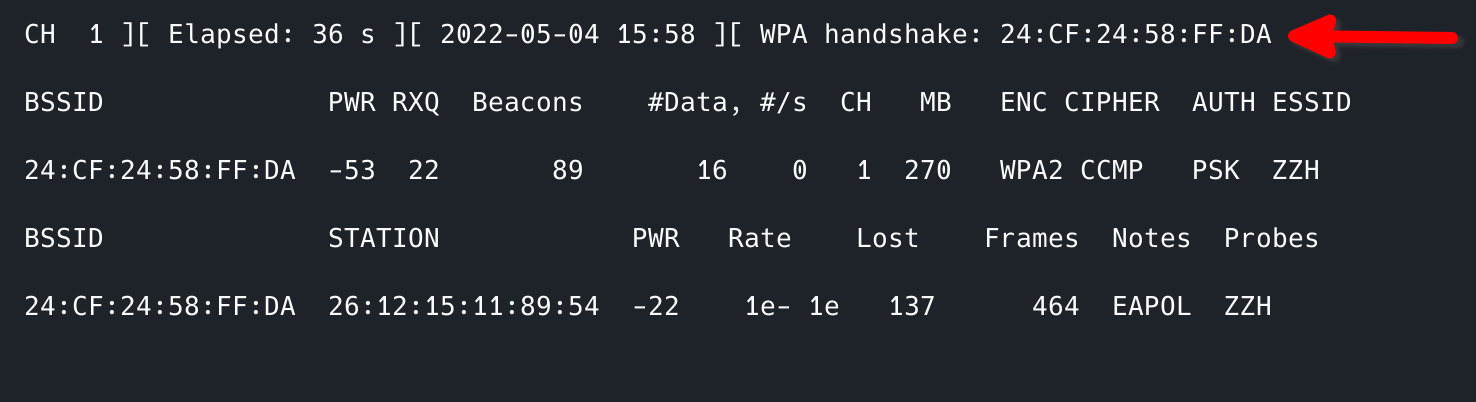 CH  1 ][ Elapsed: 36 s ][ 2022-05-04 15:58 ][ WPA handshake: 24:CF:24:58:FF:DA
BSSID              PWR RXQ  Beacons    #Data, #/s  CH   MB   ENC CIPHER  AUTH ESSID
24:CF:24:58:FF:DA  -53  22       89       16    0   1  270   WPA2 CCMP   PSK  ZZH
BSSID              STATION            PWR   Rate    Lost    Frames  Notes  Probes
24:CF:24:58:FF:DA  26:12:15:11:89:54  -22    1e- 1e   137      464  EAPOL  ZZH